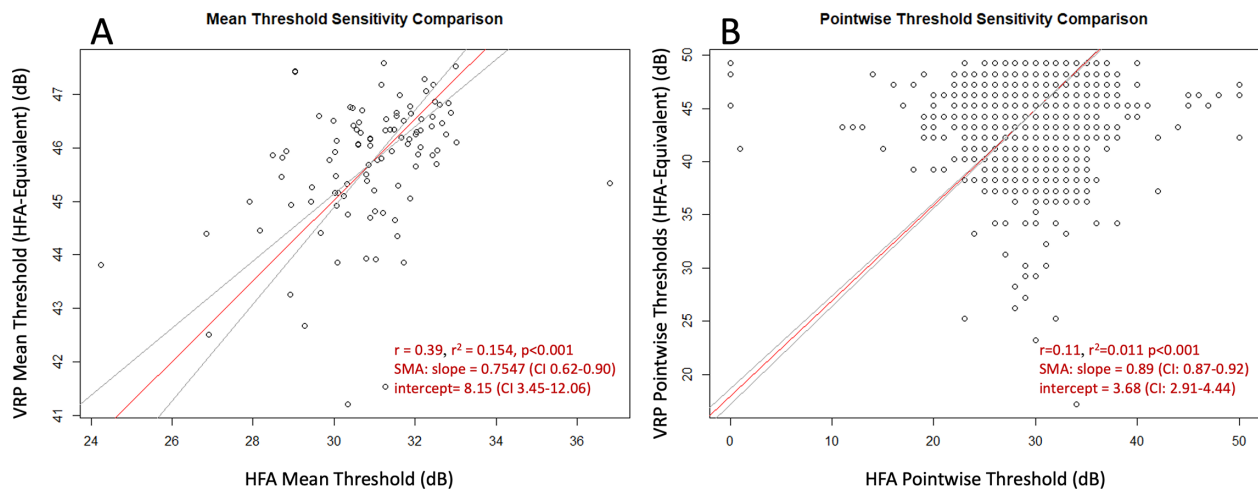 A
Mean Threshold Sensitivity Comparison
VRP Mean Threshold (HFA-Equivalent) (dB)
47
46
45
44
43
42
41
24
26
28
30
32
34
36
HFA Mean Threshold (dB)
r = 0.39, r² = 0.154, p<0.001
SMA: slope = 0.7547 (CI 0.62-0.90)
intercept= 8.15 (CI 3.45-12.06)
B
Pointwise Threshold Sensitivity Comparison
VRP Pointwise Thresholds (HFA-Equivalent) (dB)
50
45
40
35
30
25
20
0
10
20
30
40
50
HFA Pointwise Threshold (dB)
r=0.11, r²=0.011 p<0.001
SMA: slope = 0.89 (CI: 0.87-0.92)
intercept = 3.68 (CI: 2.91-4.44)